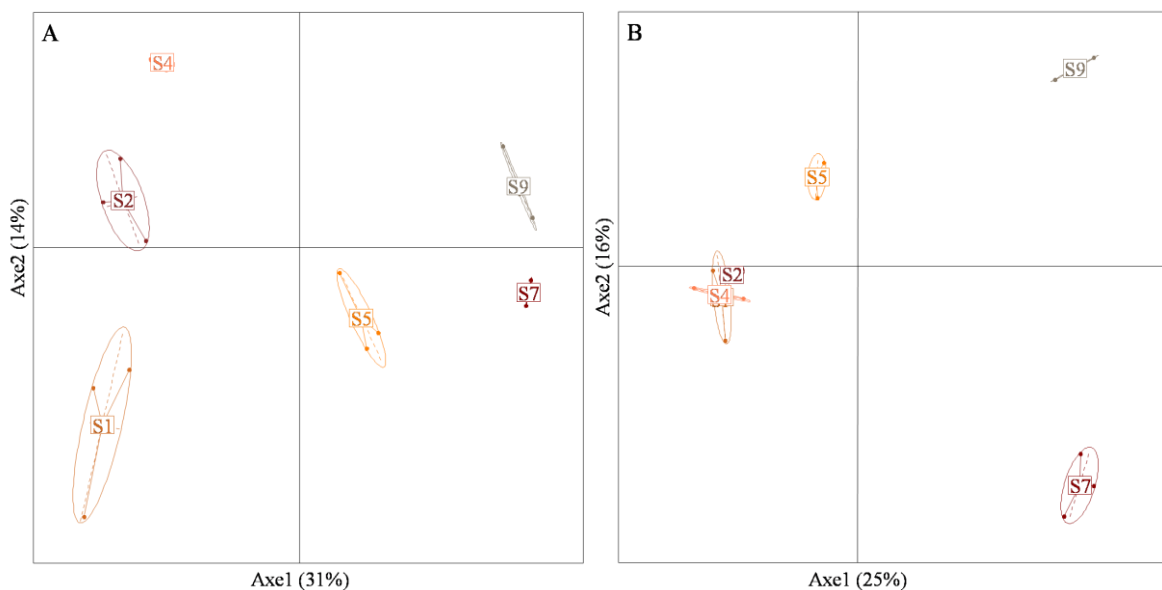 A
S4
S2
S9
S7
S5
S1
Axe2 (14%)
Axe1 (31%)
B
S9
S5
S2
S4
S7
Axe2 (16%)
Axe1 (25%)